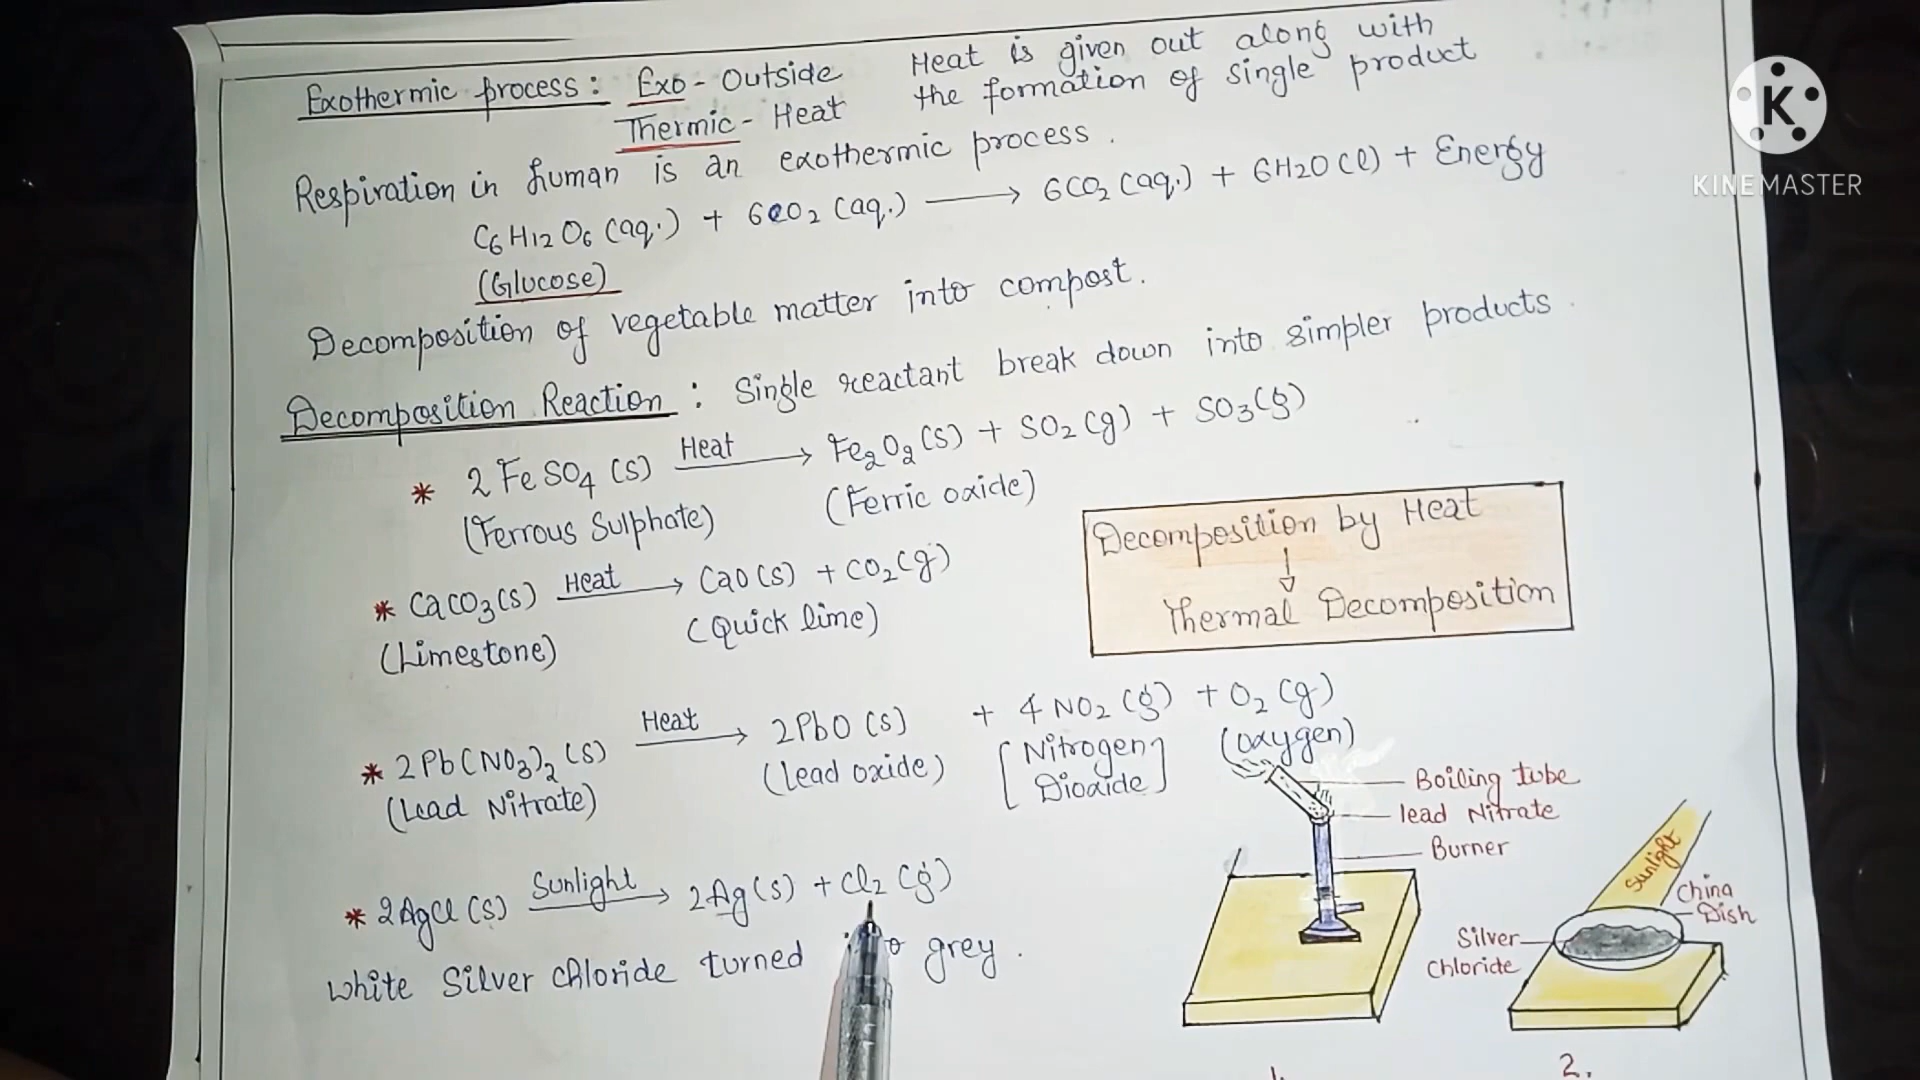 Exothermic process: Exo - Outside
Thermic - Heat
Heat is given out along with
the formation of single product
Respiration in human is an exothermic process.
C6H12O6 (aq.) + 6CO2 (aq.) ⟶ 6CO2 (aq.) + 6H2O (l) + Energy
(Glucose)
Decomposition of vegetable matter into compost.
Decomposition Reaction : Single reactant break down into simpler products.
* 2 FeSO4 (s) Heat ⟶ Fe2O2 (s) + SO2 (g) + SO3 (g)
(Ferrous Sulphate) (Ferric oxide)
* CaCO3 (s) Heat ⟶ CaO (s) + CO2 (g)
(Limestone) (Quick lime)
Decomposition by Heat
Thermal Decomposition
* 2Pb(NO3)2 (s) Heat ⟶ 2PbO (s) + 4 NO2 (g) + O2 (g)
(Lead Nitrate) (lead oxide) [Nitrogen Dioxide] (oxygen)
* 2AgCl (s) Sunlight ⟶ 2Ag (s) + Cl2 (g)
White Silver Chloride turned grey.
Boiling tube
lead Nitrate
Burner
Sunlight
China
Dish
Silver
Chloride
1.
2.
K
KINEMASTER